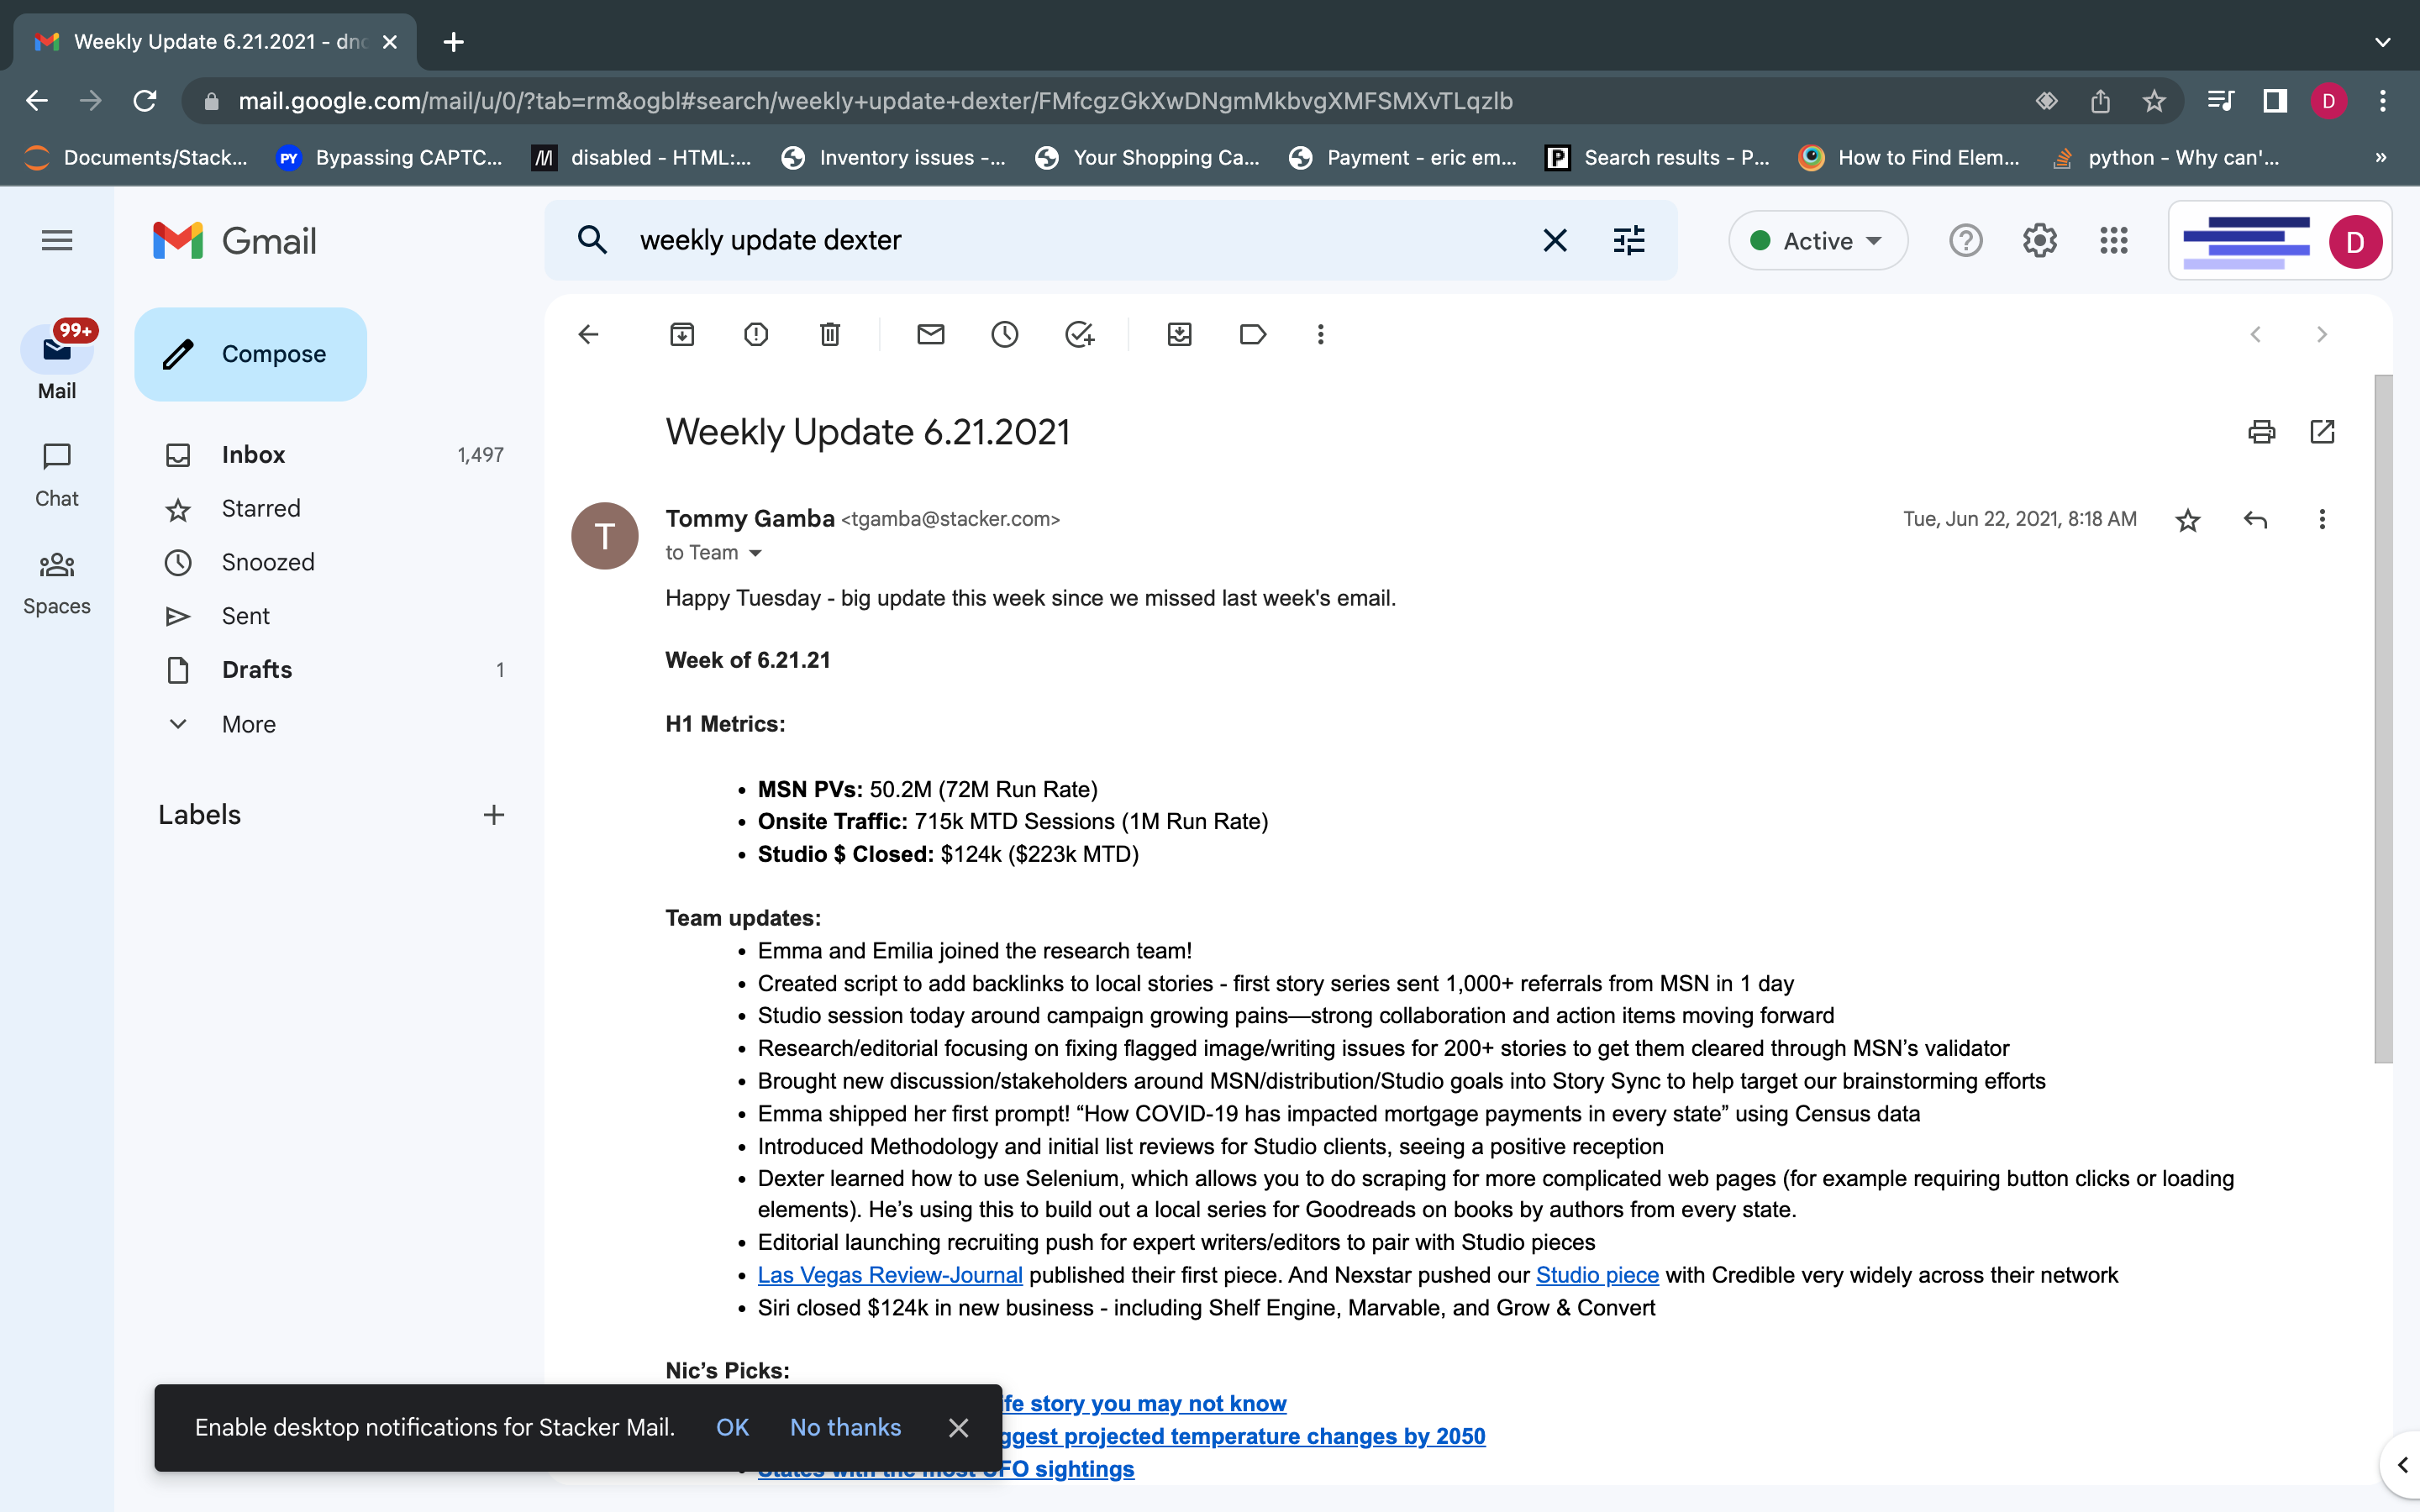 Weekly Update 6.21.2021 - dnc
mail.google.com/mail/u/0/?tab=rm&ogbl#search/weekly+update+dexter/FMfcgzGkXwDNgmMkbvgXMFSMXvTLqzlb
D
Documents/Stack...
PY Bypassing CAPTC...
M disabled - HTML:...
Inventory issues -...
Your Shopping Ca...
Payment - eric em...
P Search results - P...
How to Find Elem...
python - Why can'...
»
Gmail
weekly update dexter
Active
D
99+
Mail
Chat
Spaces
Compose
Inbox 1,497
Starred
Snoozed
Sent
Drafts 1
More
Labels
Weekly Update 6.21.2021
T
Tommy Gamba <tgamba@stacker.com>
Tue, Jun 22, 2021, 8:18 AM
to Team
Happy Tuesday - big update this week since we missed last week's email.
Week of 6.21.21
H1 Metrics:
• MSN PVs: 50.2M (72M Run Rate)
• Onsite Traffic: 715k MTD Sessions (1M Run Rate)
• Studio $ Closed: $124k ($223k MTD)
Team updates:
• Emma and Emilia joined the research team!
• Created script to add backlinks to local stories - first story series sent 1,000+ referrals from MSN in 1 day
• Studio session today around campaign growing pains—strong collaboration and action items moving forward
• Research/editorial focusing on fixing flagged image/writing issues for 200+ stories to get them cleared through MSN’s validator
• Brought new discussion/stakeholders around MSN/distribution/Studio goals into Story Sync to help target our brainstorming efforts
• Emma shipped her first prompt! “How COVID-19 has impacted mortgage payments in every state” using Census data
• Introduced Methodology and initial list reviews for Studio clients, seeing a positive reception
• Dexter learned how to use Selenium, which allows you to do scraping for more complicated web pages (for example requiring button clicks or loading
elements). He’s using this to build out a local series for Goodreads on books by authors from every state.
• Editorial launching recruiting push for expert writers/editors to pair with Studio pieces
• Las Vegas Review-Journal published their first piece. And Nexstar pushed our Studio piece with Credible very widely across their network
• Siri closed $124k in new business - including Shelf Engine, Marvable, and Grow & Convert
Nic’s Picks:
ife story you may not know
ggest projected temperature changes by 2050
• States with the most UFO sightings
Enable desktop notifications for Stacker Mail. OK No thanks